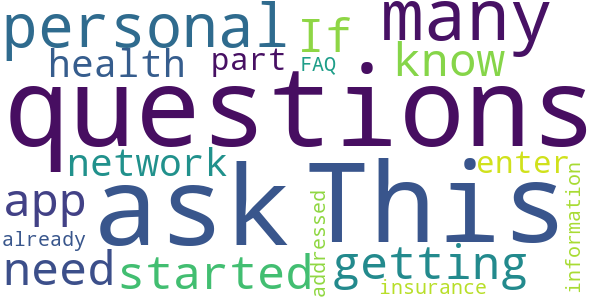 personal If many
health part FAQ know
questions
network enter
ask This
app
already
need started addressed getting
insurance
information